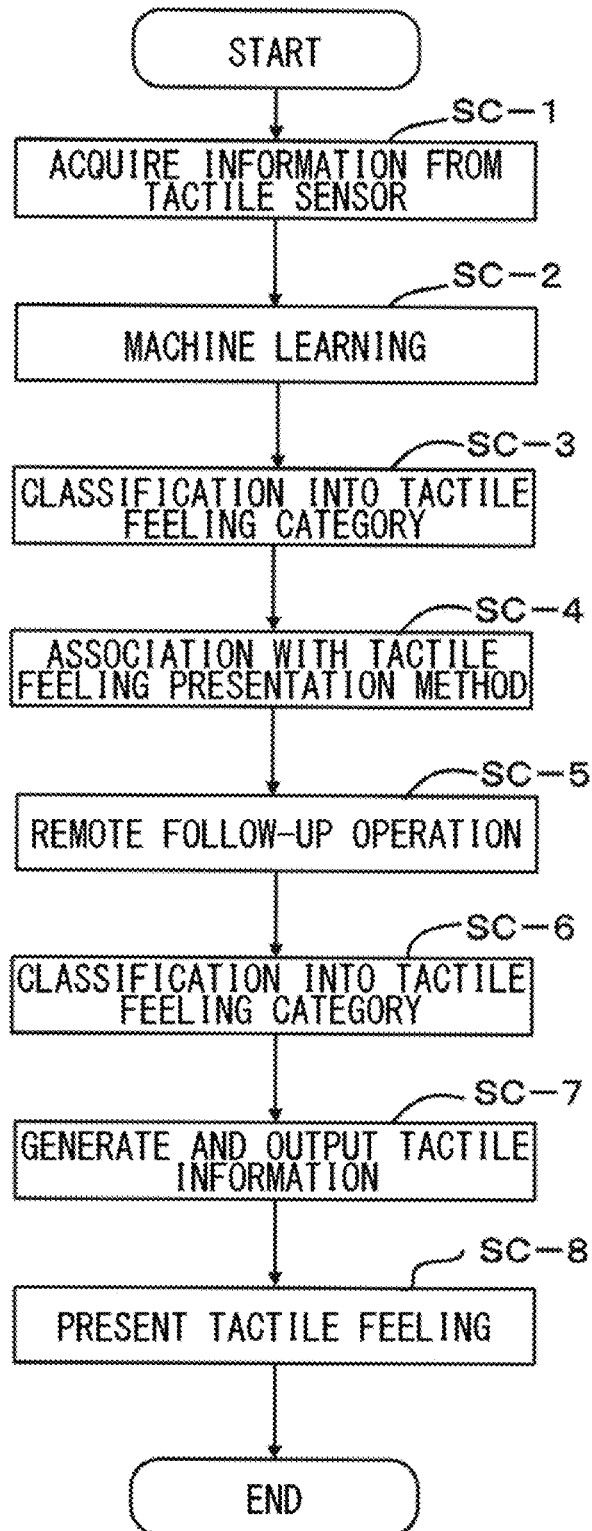 START
SC-1
ACQUIRE INFORMATION FROM
TACTILE SENSOR
SC-2
MACHINE LEARNING
SC-3
CLASSIFICATION INTO TACTILE
FEELING CATEGORY
SC-4
ASSOCIATION WITH TACTILE
FEELING PRESENTATION METHOD
SC-5
REMOTE FOLLOW-UP OPERATION
SC-6
CLASSIFICATION INTO TACTILE
FEELING CATEGORY
SC-7
GENERATE AND OUTPUT TACTILE
INFORMATION
SC-8
PRESENT TACTILE FEELING
END